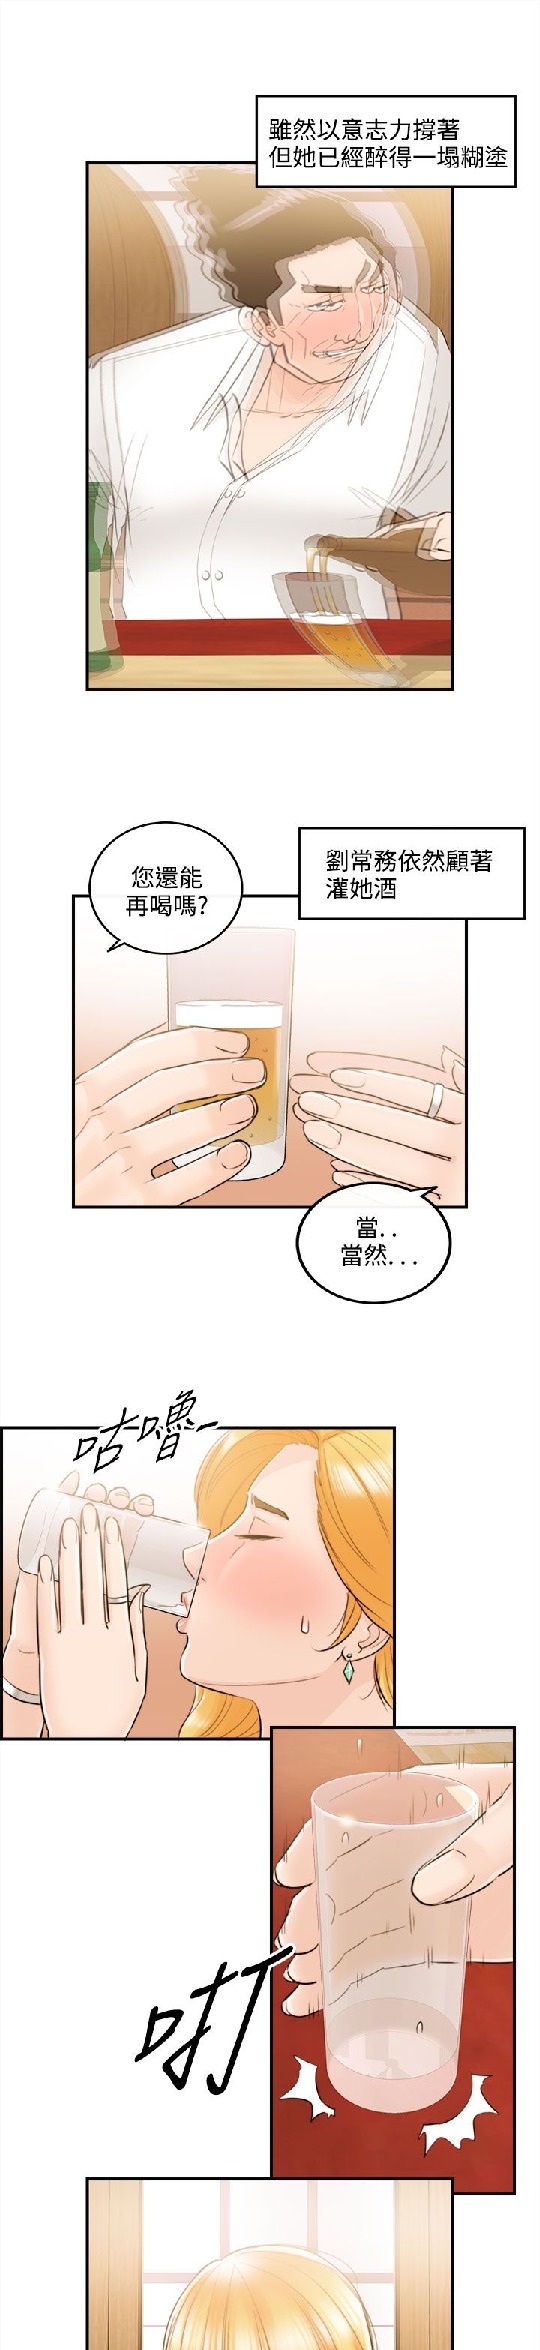 雖然以意志力撐著
但她已經醉得一塌糊塗
您還能
再喝嗎?
劉常務依然顧著
灌她酒
當..
當然...
咕嚕-
叮